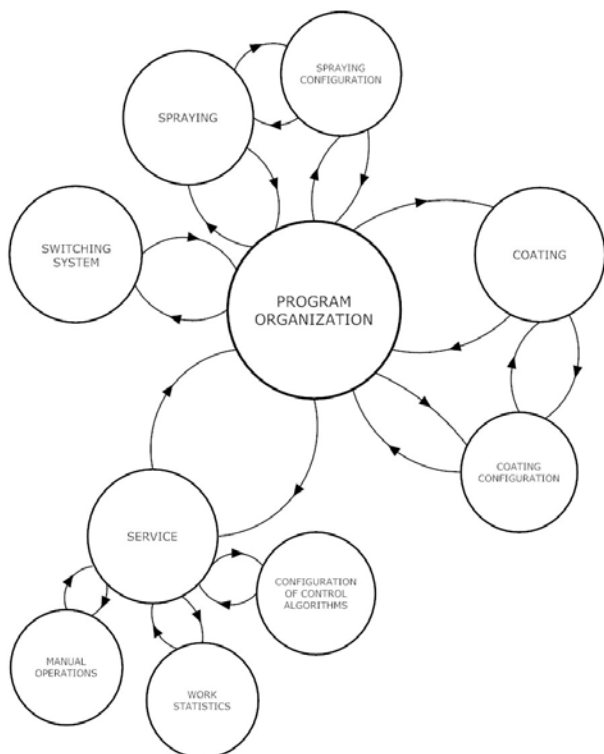 SPRAYING
CONFIGURATION
SPRAYING
SWITCHING
SYSTEM
COATING
PROGRAM
ORGANIZATION
COATING
CONFIGURATION
SERVICE
CONFIGURATION
OF CONTROL
ALGORITHMS
MANUAL
OPERATIONS
WORK
STATISTICS